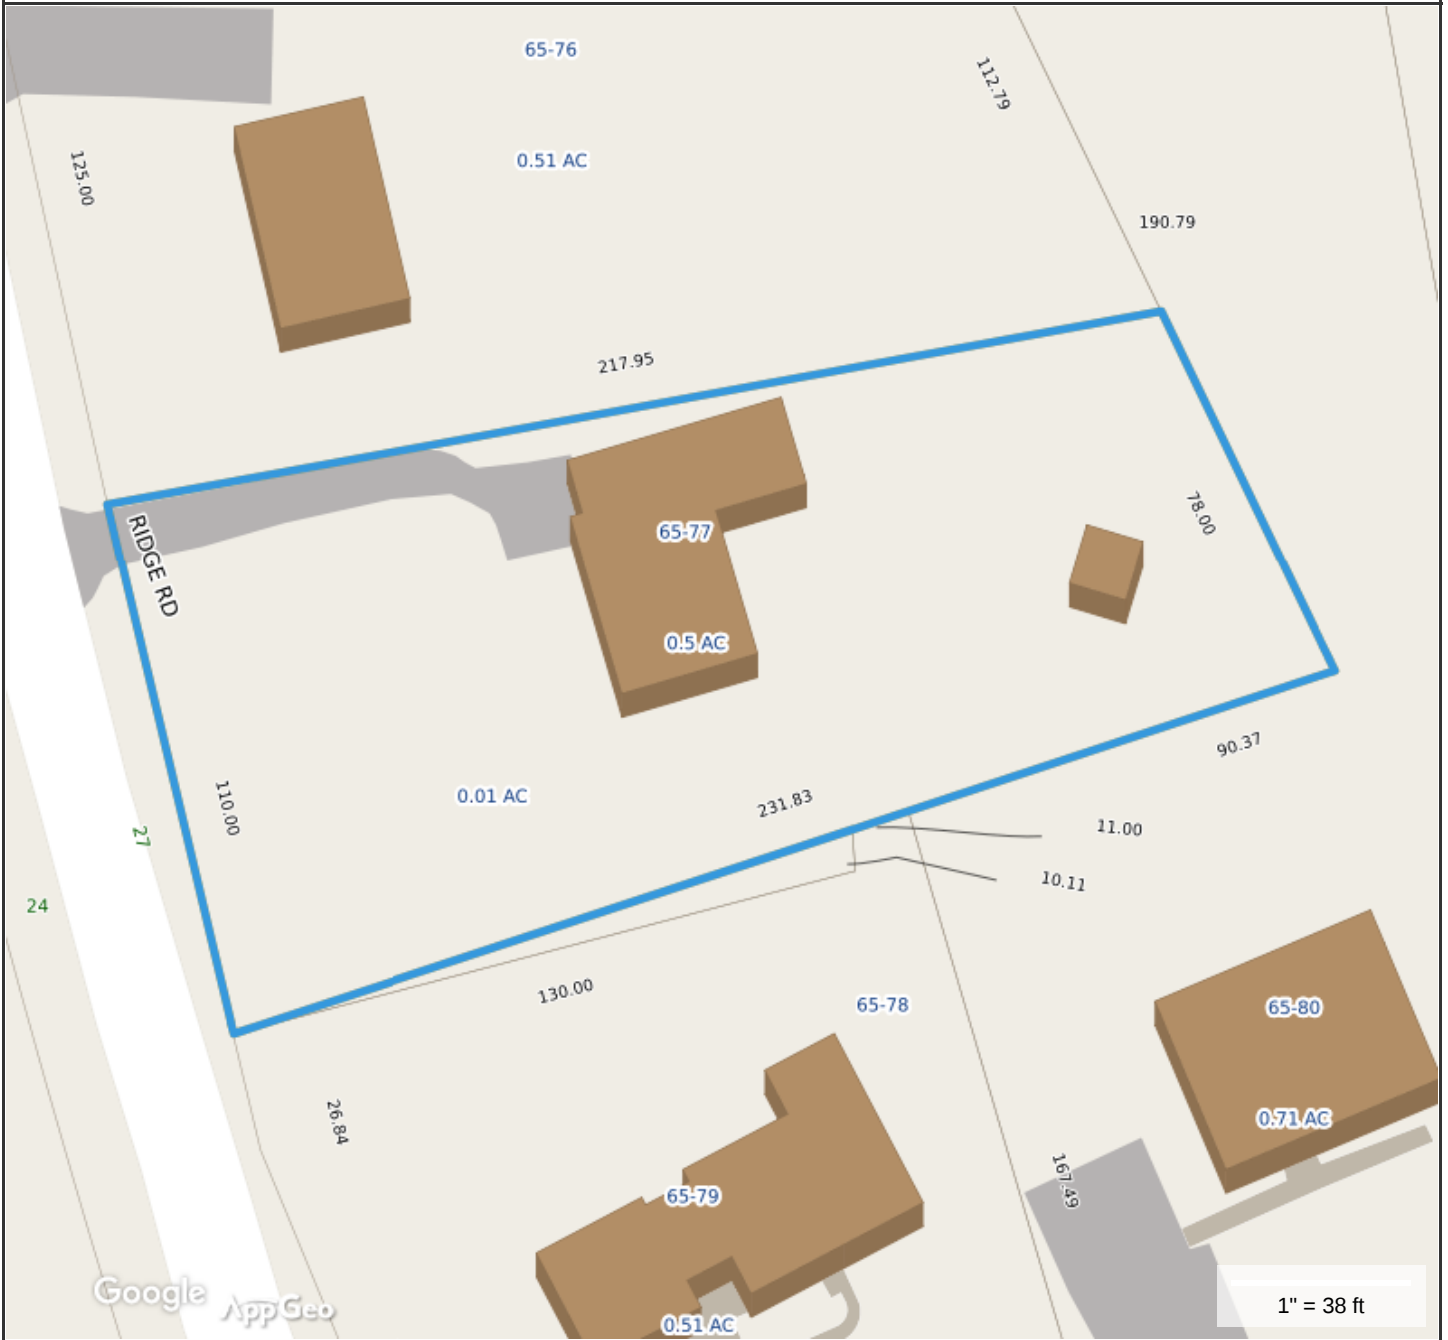 65-76
112.79
125.00
0.51 AC
190.79
217.95
RIDGE RD
65-77
78.00
0.5 AC
90.37
110.00
0.01 AC
231.83
27
11.00
10.11
24
130.00
65-78
65-80
26.84
0.71 AC
167.49
65-79
Google AppGeo
1" = 38 ft
0.51 AC